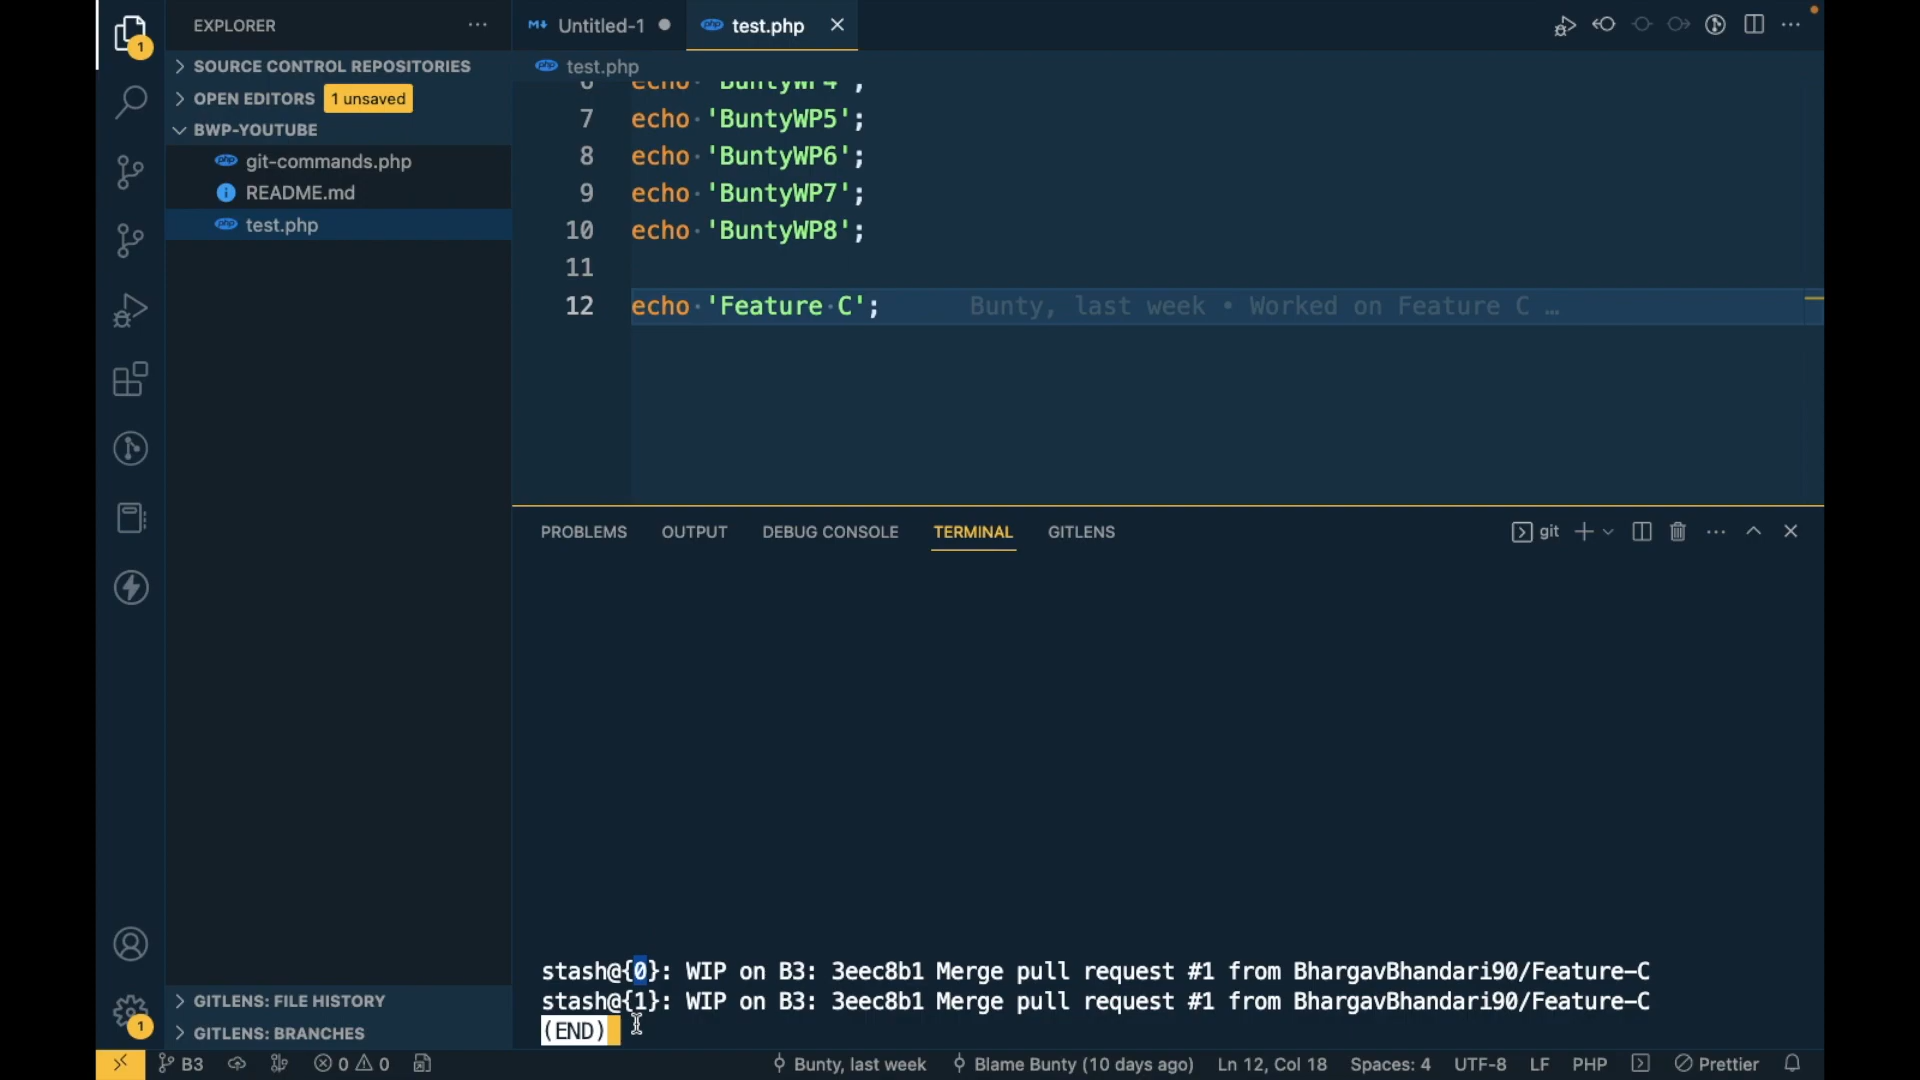 EXPLORER
Untitled-1
test.php
SOURCE CONTROL REPOSITORIES
OPEN EDITORS 1 unsaved
BWP-YOUTUBE
git-commands.php
README.md
test.php
GITLENS: FILE HISTORY
GITLENS: BRANCHES
1
1
test.php
6 echo 'BuntyWP4';
7 echo 'BuntyWP5';
8 echo 'BuntyWP6';
9 echo 'BuntyWP7';
10 echo 'BuntyWP8';
11
12 echo 'Feature C'; Bunty, last week • Worked on Feature C …
PROBLEMS OUTPUT DEBUG CONSOLE TERMINAL GITLENS git
stash@{0}: WIP on B3: 3eec8b1 Merge pull request #1 from BhargavBhandari90/Feature-C
stash@{1}: WIP on B3: 3eec8b1 Merge pull request #1 from BhargavBhandari90/Feature-C
(END)
B3 0 0 Bunty, last week Blame Bunty (10 days ago) Ln 12, Col 18 Spaces: 4 UTF-8 LF PHP Prettier